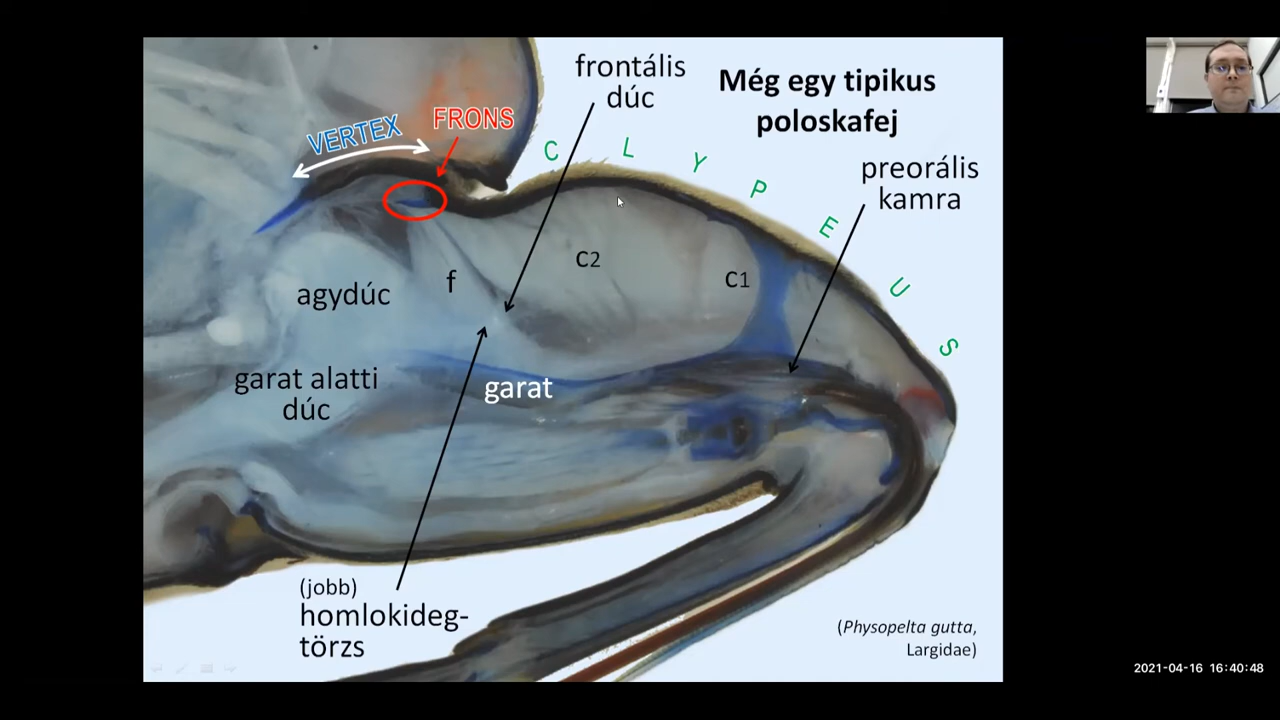 frontális
dúc
Még egy tipikus
poloskafej
VERTEX
FRONS
C L Y P E U S
preorális
kamra
c2
c1
f
agydúc
garat alatti
dúc
garat
(jobb)
homlokideg-
törzs
(Physopelta gutta,
Largidae)
2021-04-16 16:40:48